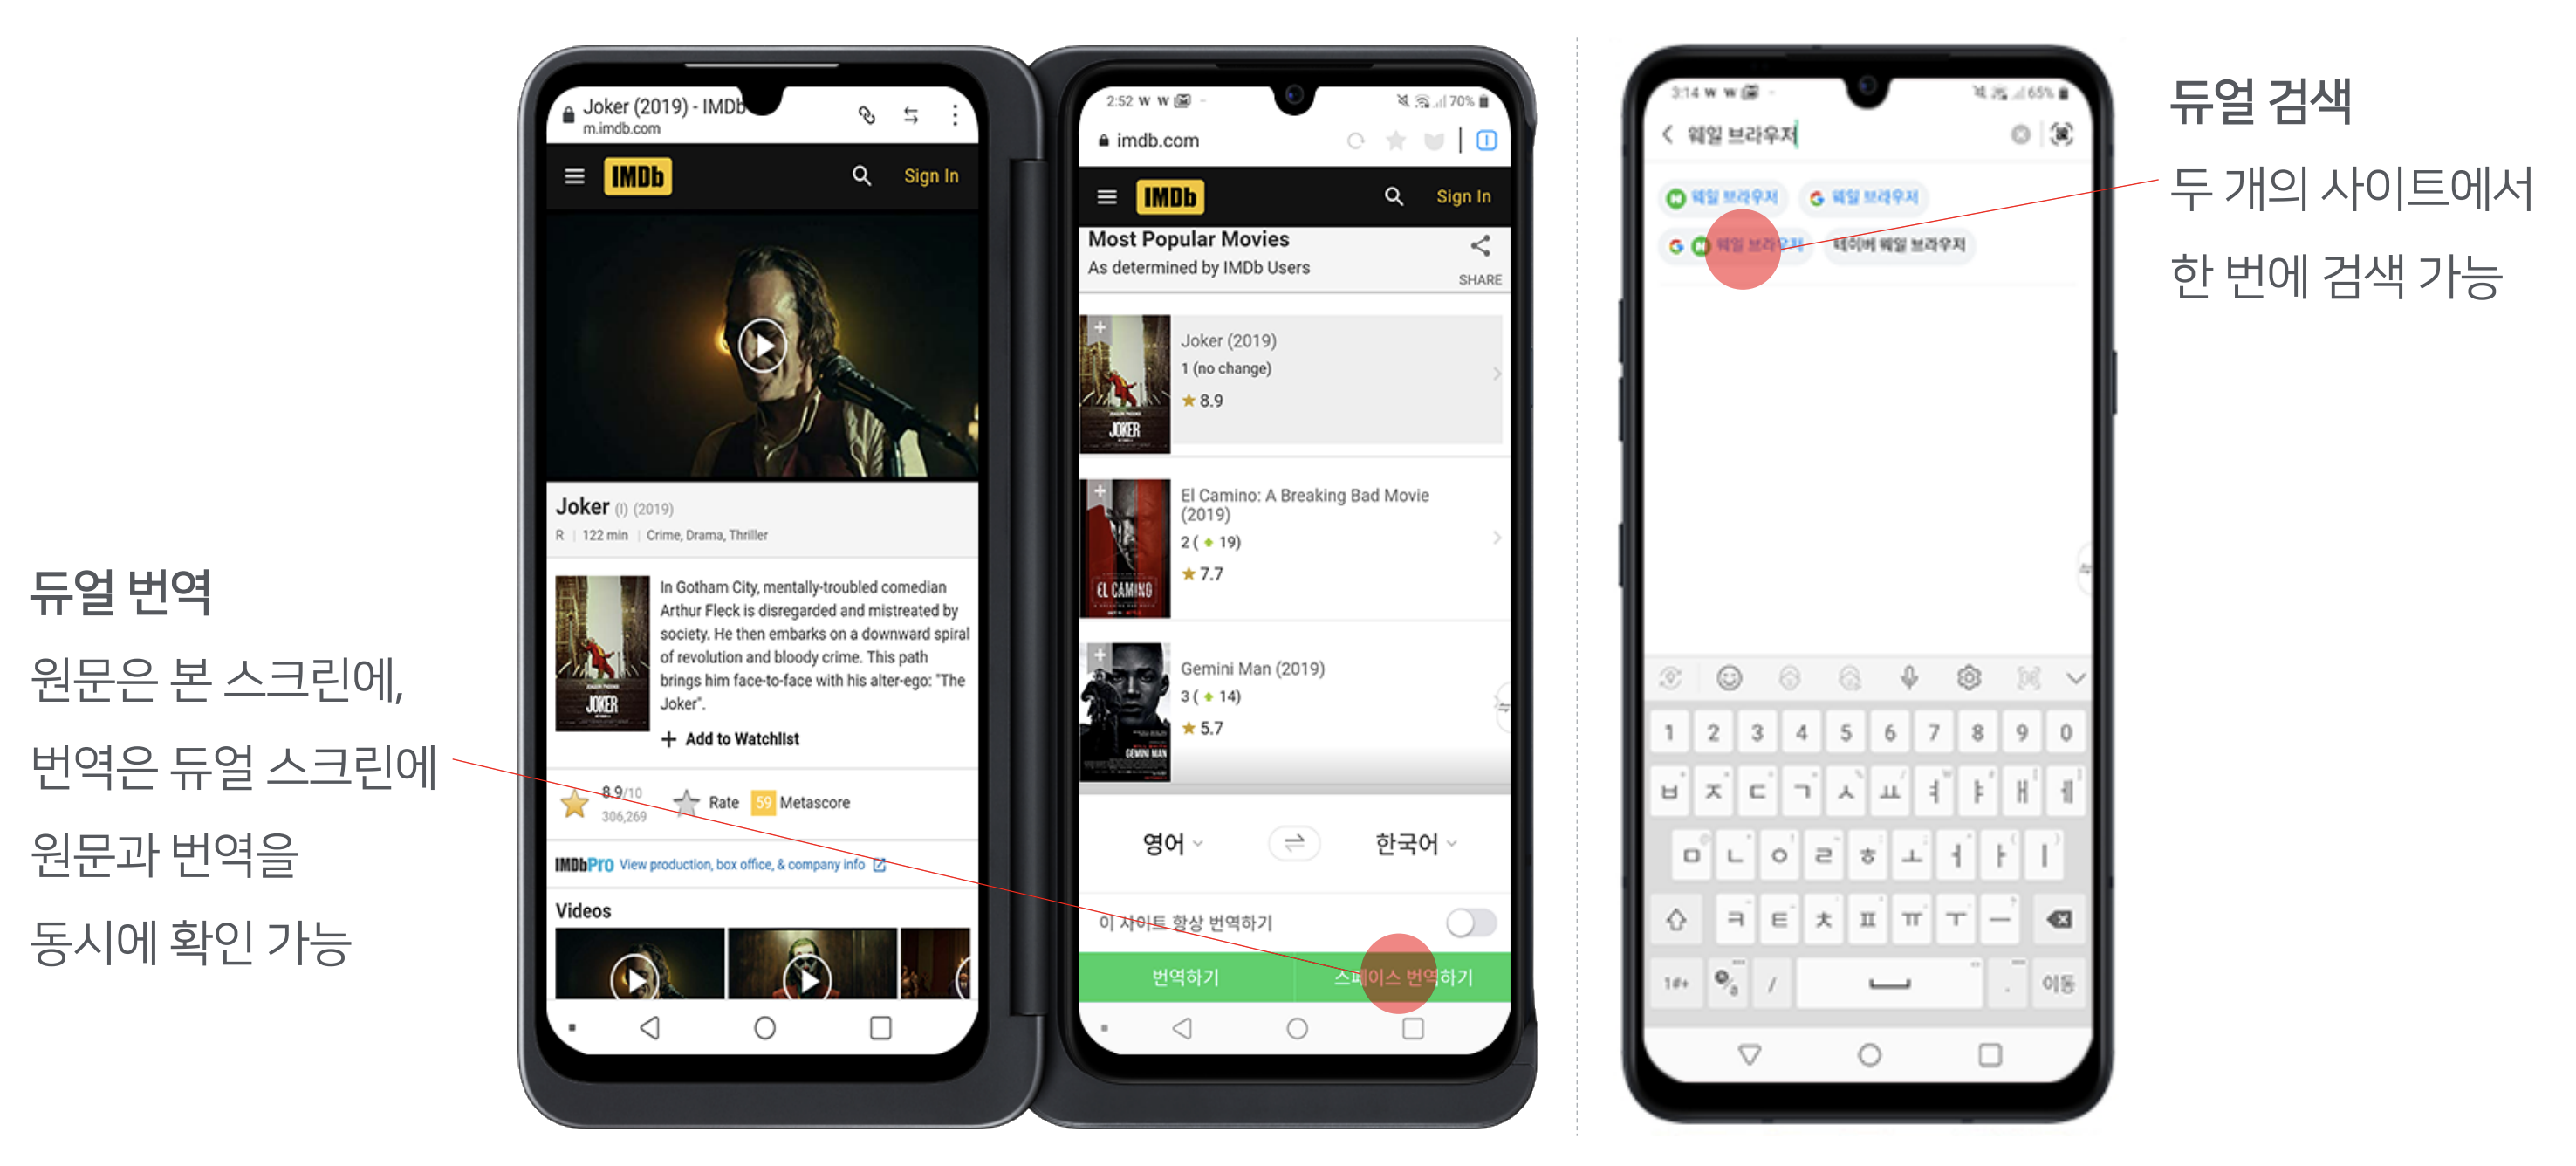 듀얼 번역
원문은 본 스크린에,
번역은 듀얼 스크린에
원문과 번역을
동시에 확인 가능
Joker (2019) - IMDb
m.imdb.com
IMDb
Sign In
Joker (I) (2019)
R | 122 min | Crime, Drama, Thriller
In Gotham City, mentally-troubled comedian
Arthur Fleck is disregarded and mistreated by
society. He then embarks on a downward spiral
of revolution and bloody crime. This path
brings him face-to-face with his alter-ego: "The
Joker".
JOKER
+ Add to Watchlist
8.9/10
306,269
Rate
59 Metascore
IMDbPro View production, box office, & company info
Videos
2:52 W W
70%
imdb.com
IMDb
Sign In
Most Popular Movies
As determined by IMDb Users
SHARE
Joker (2019)
1 (no change)
8.9
JOKER
El Camino: A Breaking Bad Movie
(2019)
2 ( 19)
7.7
EL CAMINO
Gemini Man (2019)
3 ( 14)
5.7
GEMINI MAN
영어
한국어
이 사이트 항상 번역하기
번역하기
스페이스 번역하기
3:14 W W
65%
웨일 브라우저
웨일 브라우저
웨일 브라우저
웨일 브라우저
네이버 웨일 브라우저
1 2 3 4 5 6 7 8 9 0
ㅂ ㅈ ㄷ ㄱ ㅅ ㅛ ㅕ ㅑ ㅐ ㅔ
ㅁ ㄴ ㅇ ㄹ ㅎ ㅗ ㅓ ㅏ ㅣ
ㅋ ㅌ ㅊ ㅍ ㅠ ㅜ ㅡ
/ . 이동
듀얼 검색
두 개의 사이트에서
한 번에 검색 가능